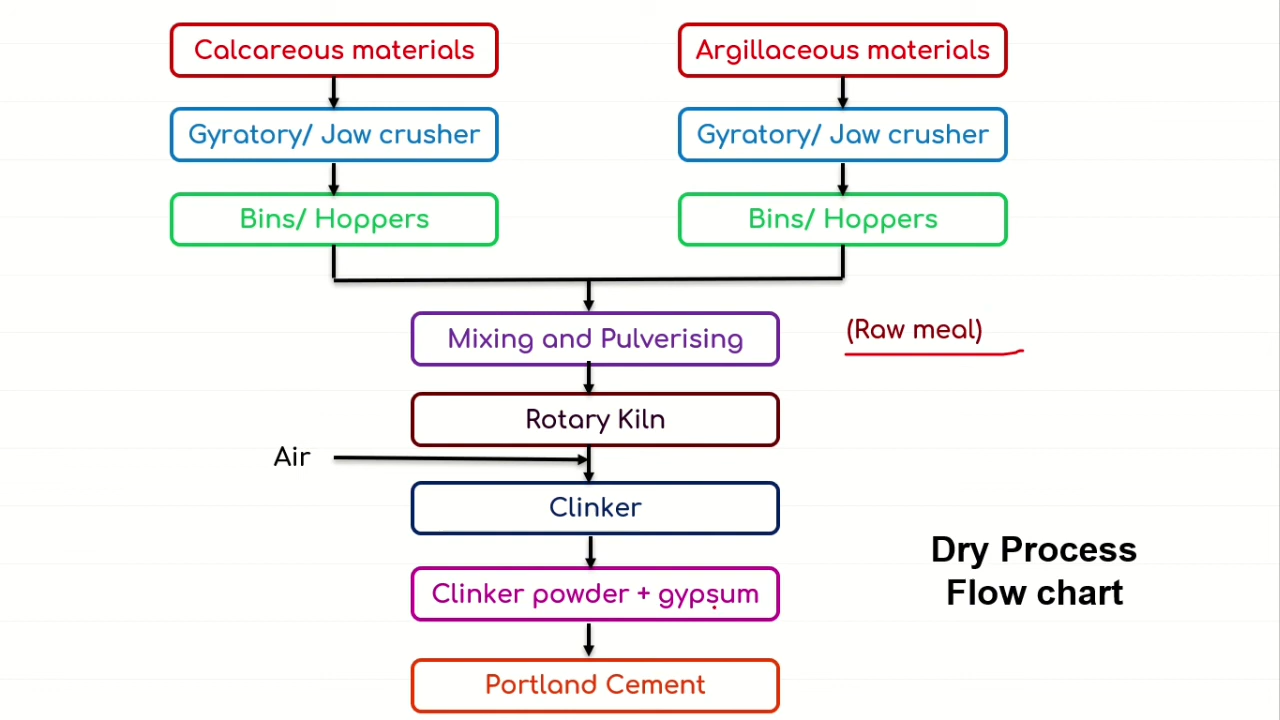 Calcareous materials
Argillaceous materials
Gyratory/ Jaw crusher
Gyratory/ Jaw crusher
Bins/ Hoppers
Bins/ Hoppers
Mixing and Pulverising
(Raw meal)
Rotary Kiln
Air
Clinker
Dry Process
Flow chart
Clinker powder + gypsum
Portland Cement